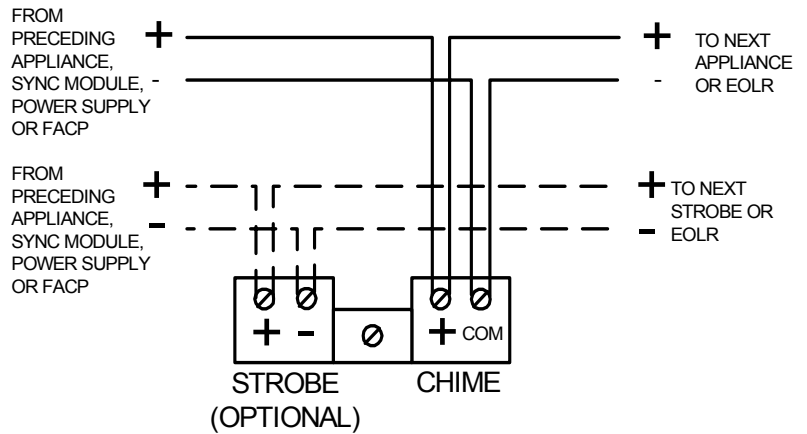 FROM
PRECEDING
APPLIANCE,
SYNC MODULE,
POWER SUPPLY
OR FACP
+
-
+
-
TO NEXT
APPLIANCE
OR EOLR
FROM
PRECEDING
APPLIANCE,
SYNC MODULE,
POWER SUPPLY
OR FACP
+
-
+
-
TO NEXT
STROBE OR
EOLR
+ -
+ COM
STROBE
(OPTIONAL)
CHIME